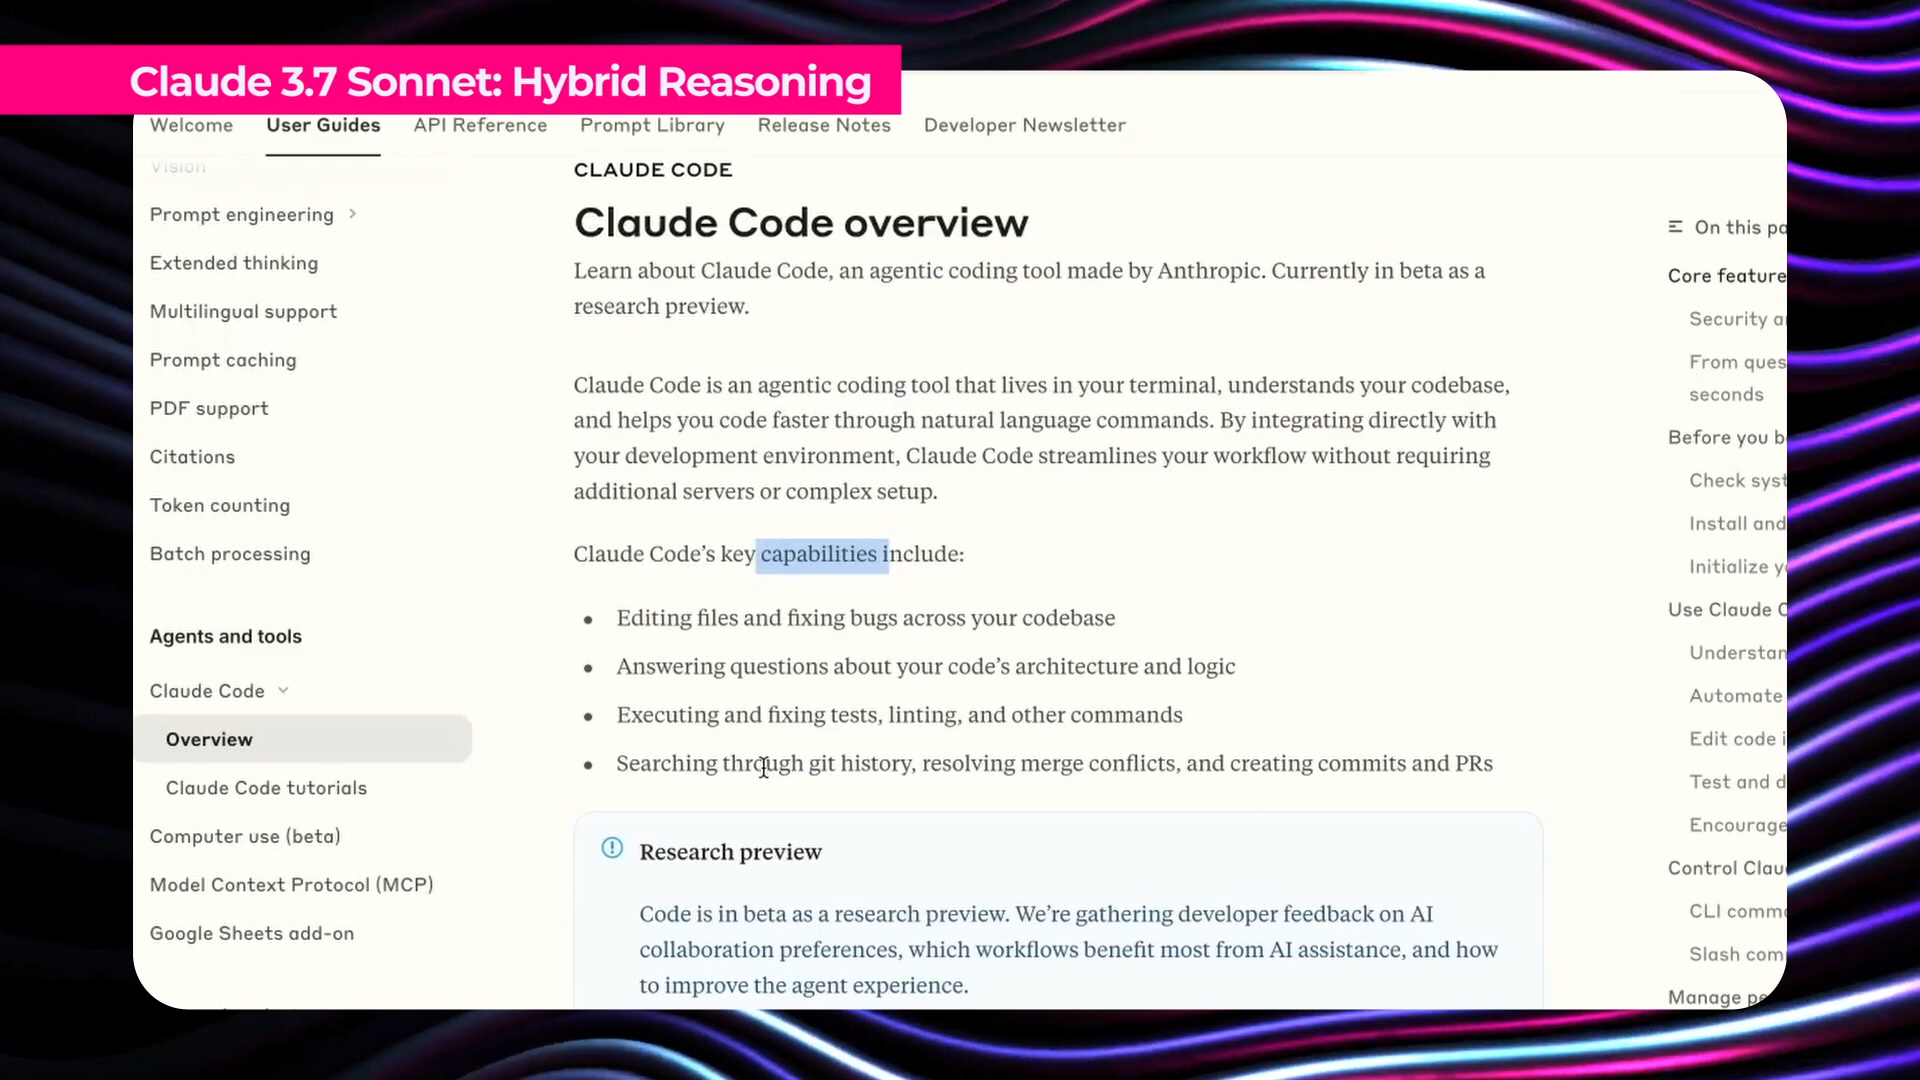 Claude 3.7 Sonnet: Hybrid Reasoning
Welcome
User Guides
API Reference
Prompt Library
Release Notes
Developer Newsletter
Vision
Prompt engineering
Extended thinking
Multilingual support
Prompt caching
PDF support
Citations
Token counting
Batch processing
Agents and tools
Claude Code
Overview
Claude Code tutorials
Computer use (beta)
Model Context Protocol (MCP)
Google Sheets add-on
CLAUDE CODE
Claude Code overview
Learn about Claude Code, an agentic coding tool made by Anthropic. Currently in beta as a
research preview.
Claude Code is an agentic coding tool that lives in your terminal, understands your codebase,
and helps you code faster through natural language commands. By integrating directly with
your development environment, Claude Code streamlines your workflow without requiring
additional servers or complex setup.
Claude Code’s key capabilities include:
• Editing files and fixing bugs across your codebase
• Answering questions about your code’s architecture and logic
• Executing and fixing tests, linting, and other commands
• Searching through git history, resolving merge conflicts, and creating commits and PRs
Research preview
Code is in beta as a research preview. We’re gathering developer feedback on AI
collaboration preferences, which workflows benefit most from AI assistance, and how
to improve the agent experience.
On this pa
Core feature
Security a
From ques
seconds
Before you b
Check syst
Install and
Initialize y
Use Claude C
Understan
Automate
Edit code i
Test and d
Encourage
Control Clau
CLI comm
Slash com
Manage pe